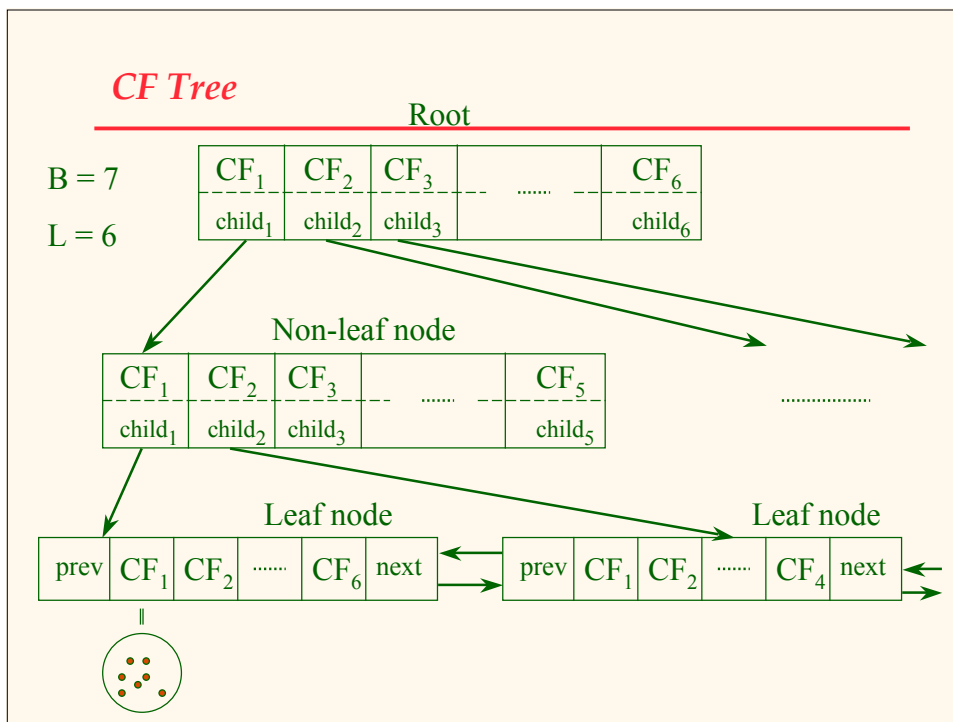 CF Tree
Root
B = 7
L = 6
CF₁ CF₂ CF₃ ....... CF₆
child₁ child₂ child₃ child₆
Non-leaf node
CF₁ CF₂ CF₃ ....... CF₅
child₁ child₂ child₃ child₅
...................
Leaf node Leaf node
prev CF₁ CF₂ ....... CF₆ next prev CF₁ CF₂ ....... CF₄ next